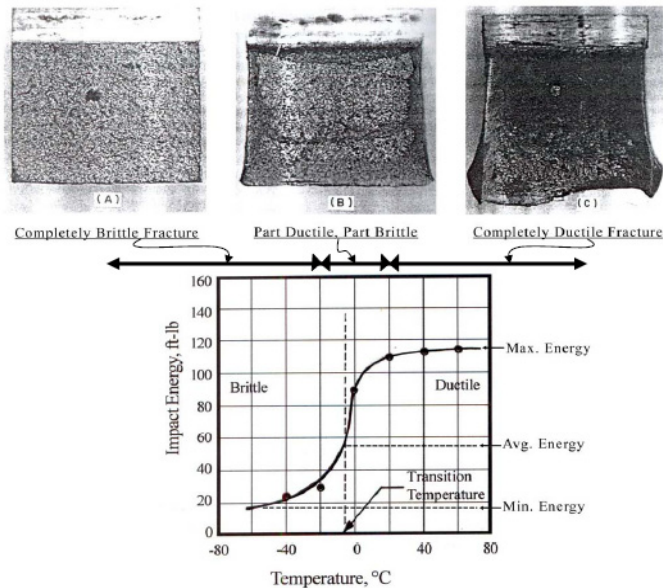 (A)
(B)
(C)
Completely Brittle Fracture
Part Ductile, Part Brittle
Completely Ductile Fracture
160
140
120
100
80
60
40
20
0
Impact Energy, ft-lb
Brittle
Ductile
Transition
Temperature
Max. Energy
Avg. Energy
Min. Energy
-80
-40
0
40
80
Temperature, °C